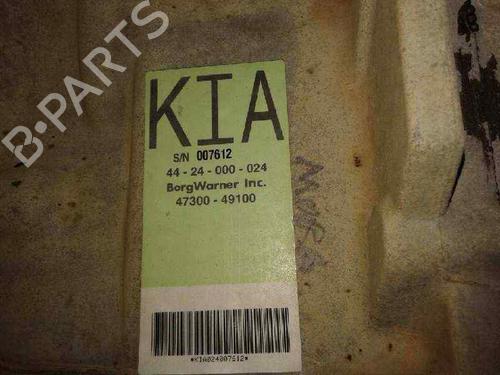 B-PARTS
KIA
S/N 007612
44 - 24 - 000 - 024
BorgWarner Inc.
47300 - 49100
*KIA024007612*